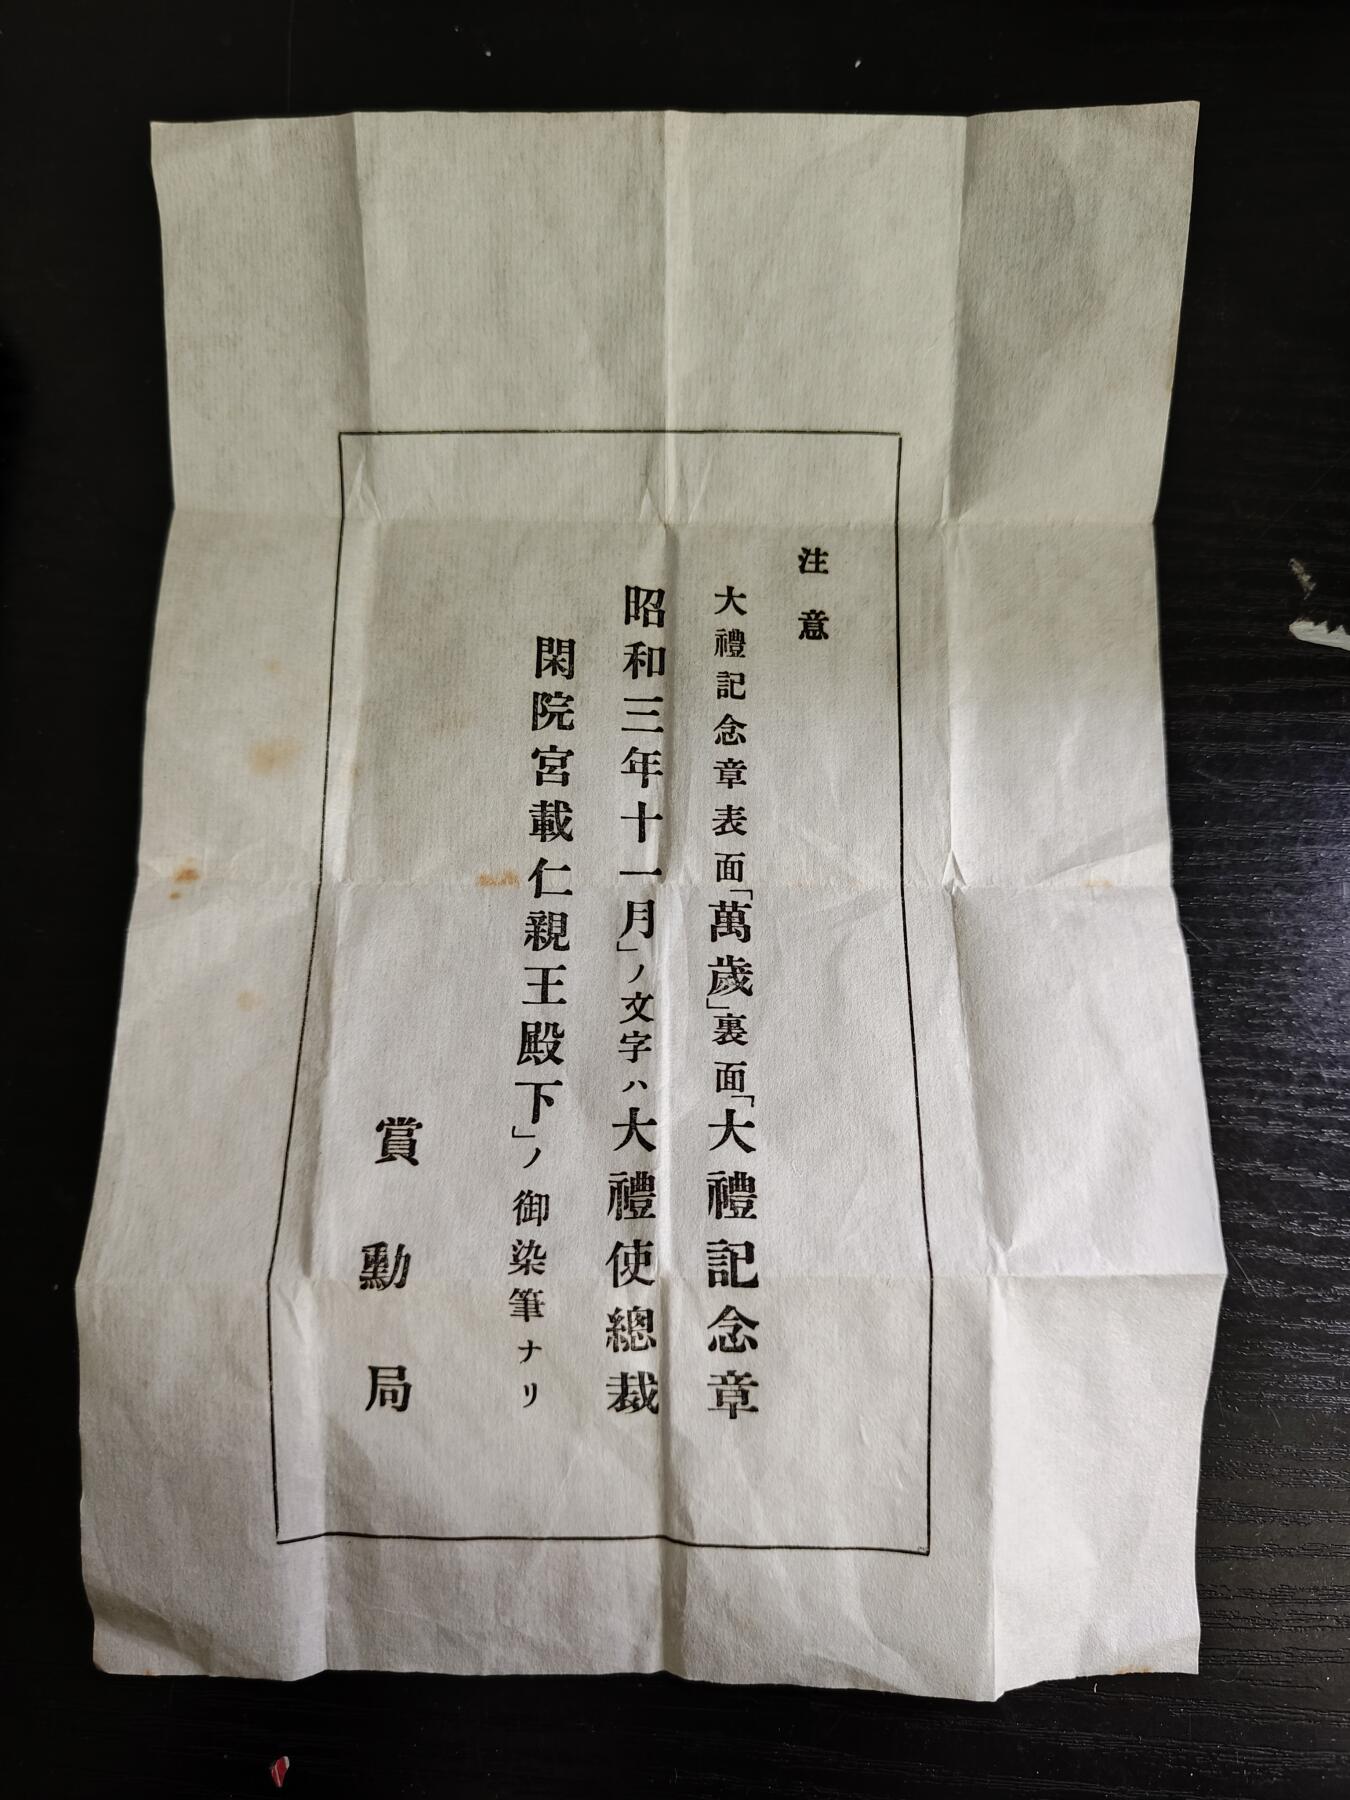 注意
大禮記念章表面「萬歲」裏面「大禮記念章
昭和三年十一月」ノ文字ハ大禮使總裁
閑院宮載仁親王殿下」ノ御染筆ナリ
賞勳局